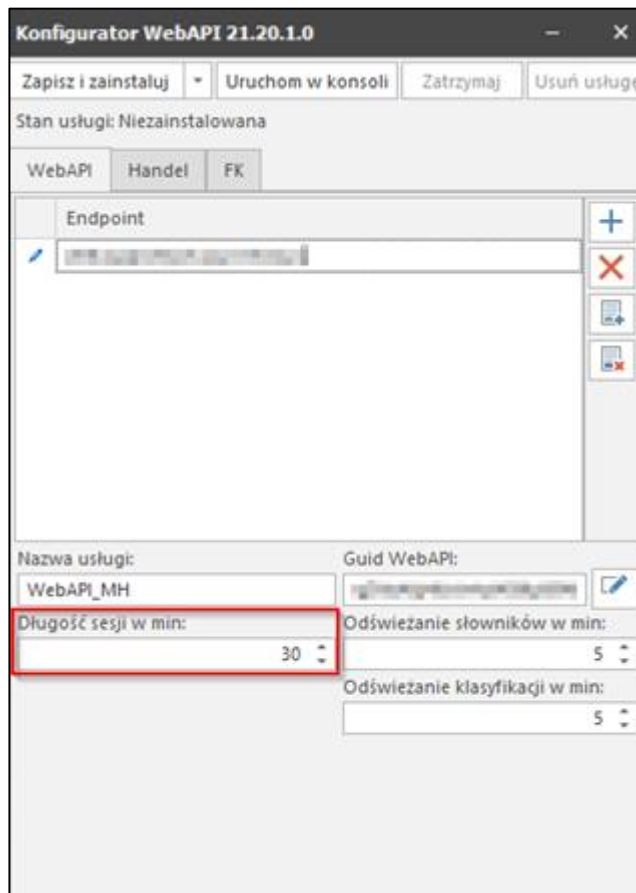 Konfigurator WebAPI 21.20.1.0
Zapisz i zainstaluj Uruchom w konsoli Zatrzymaj Usuń usługę
Stan usługi: Niezainstalowana
WebAPI Handel FK
Endpoint
Nazwa usługi: Guid WebAPI:
WebAPI_MH
Długość sesji w min: Odświeżanie słowników w min:
30 5
Odświeżanie klasyfikacji w min:
5